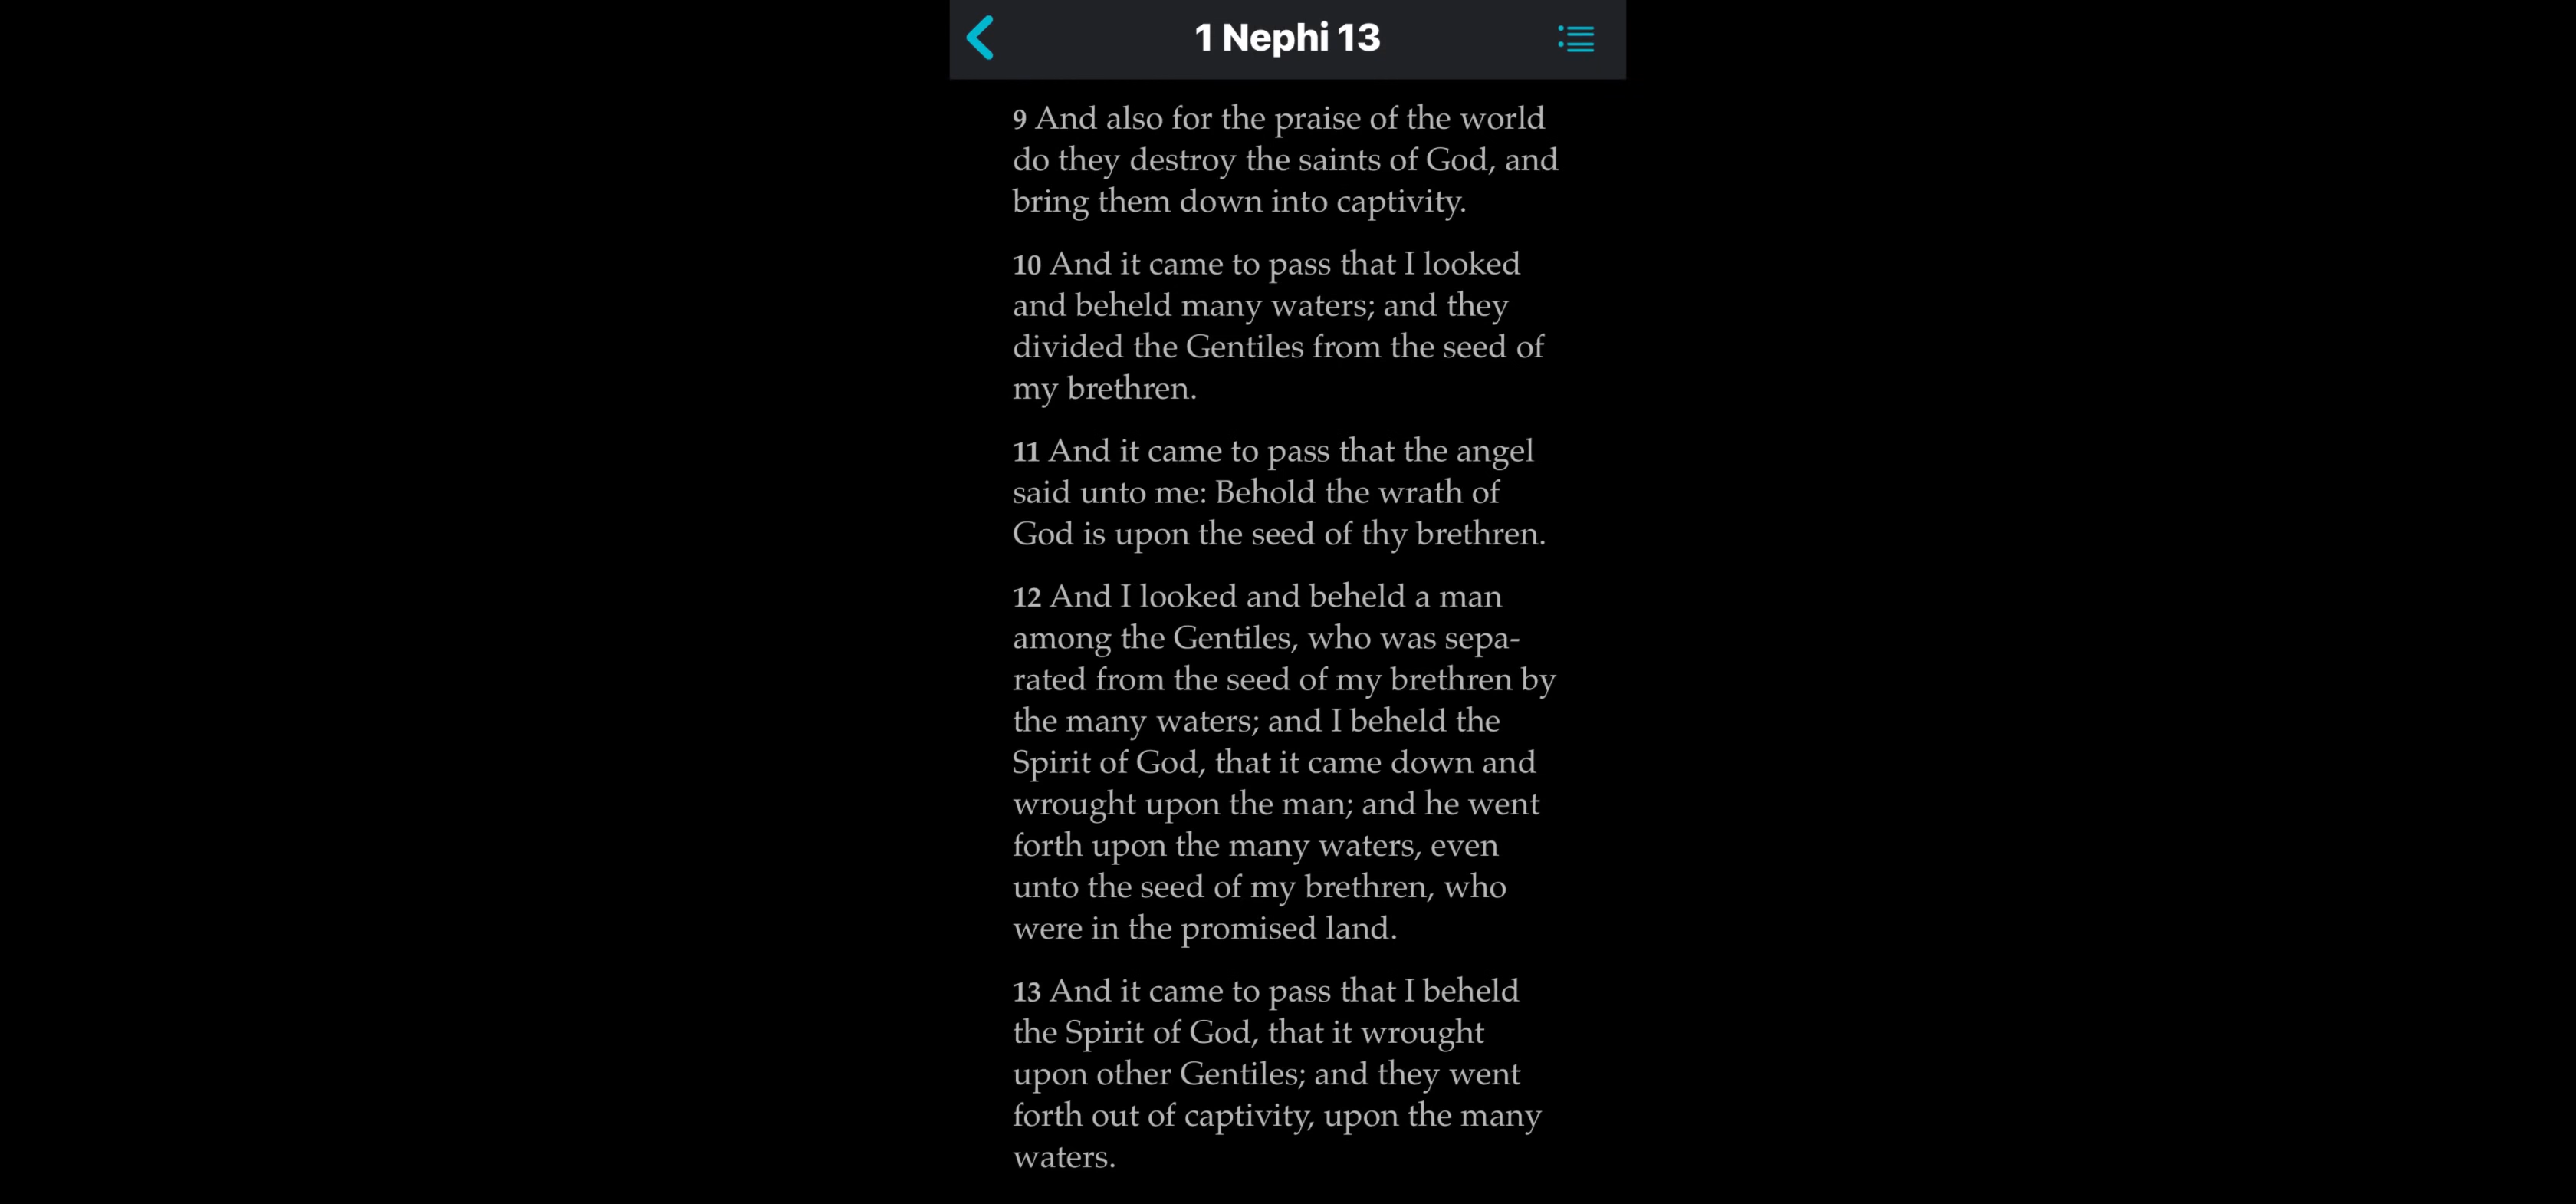 1 Nephi 13
9 And also for the praise of the world
do they destroy the saints of God, and
bring them down into captivity.
10 And it came to pass that I looked
and beheld many waters; and they
divided the Gentiles from the seed of
my brethren.
11 And it came to pass that the angel
said unto me: Behold the wrath of
God is upon the seed of thy brethren.
12 And I looked and beheld a man
among the Gentiles, who was sepa-
rated from the seed of my brethren by
the many waters; and I beheld the
Spirit of God, that it came down and
wrought upon the man; and he went
forth upon the many waters, even
unto the seed of my brethren, who
were in the promised land.
13 And it came to pass that I beheld
the Spirit of God, that it wrought
upon other Gentiles; and they went
forth out of captivity, upon the many
waters.